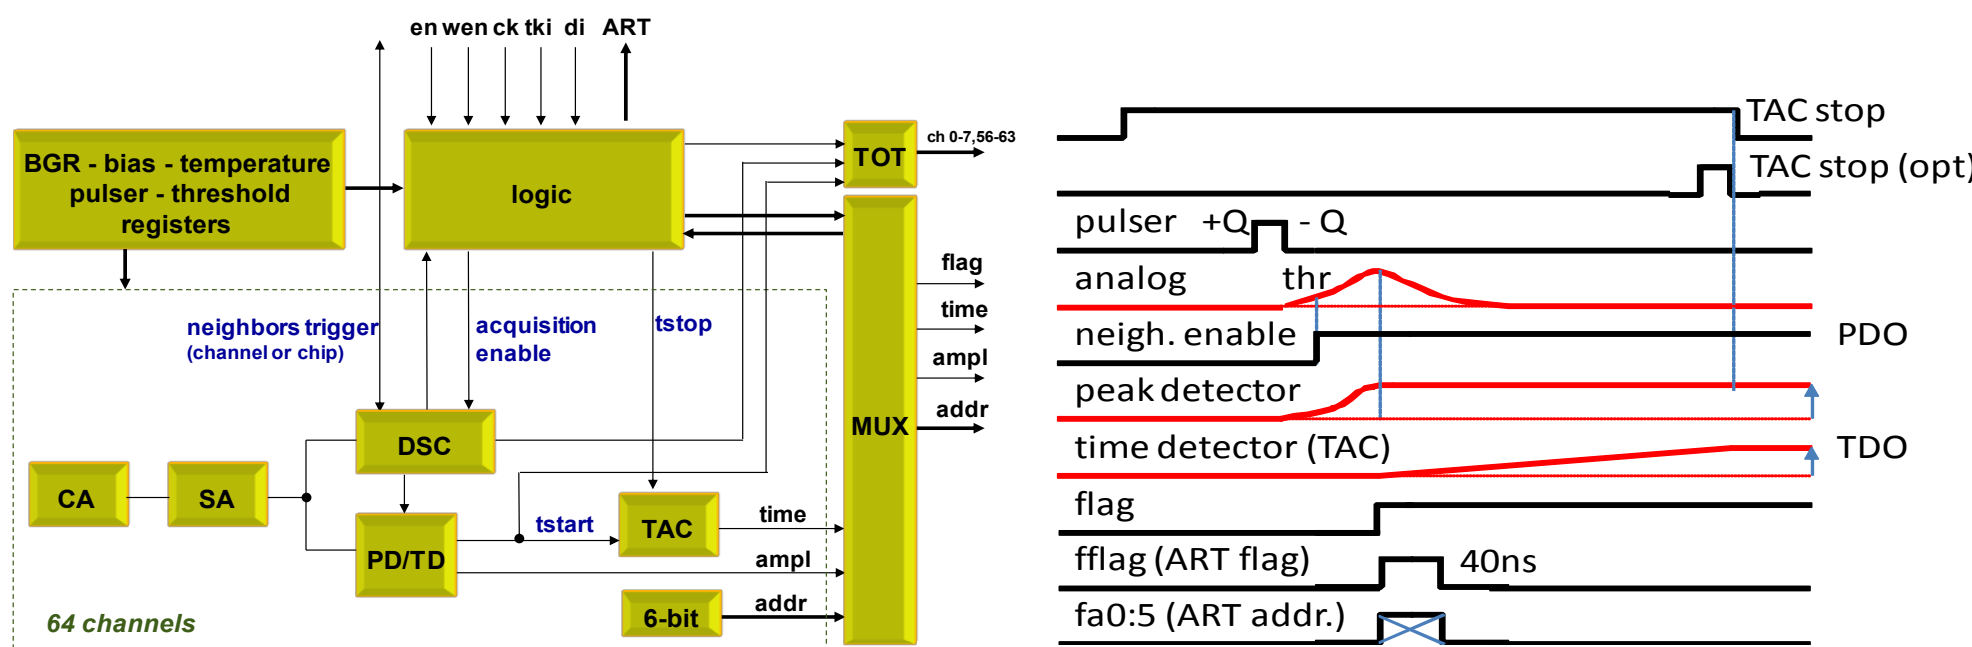 en wen ck tki di ART
BGR - bias - temperature
pulser - threshold
registers
logic
TOT
ch 0-7,56-63
flag
time
ampl
addr
neighbors trigger
(channel or chip)
acquisition
enable
tstop
MUX
DSC
CA
SA
PD/TD
tstart
TAC
time
ampl
6-bit
addr
64 channels
TAC stop
TAC stop (opt)
pulser +Q - Q
analog thr
neigh. enable PDO
peak detector
time detector (TAC) TDO
flag
fflag (ART flag) 40ns
fa0:5 (ART addr.)